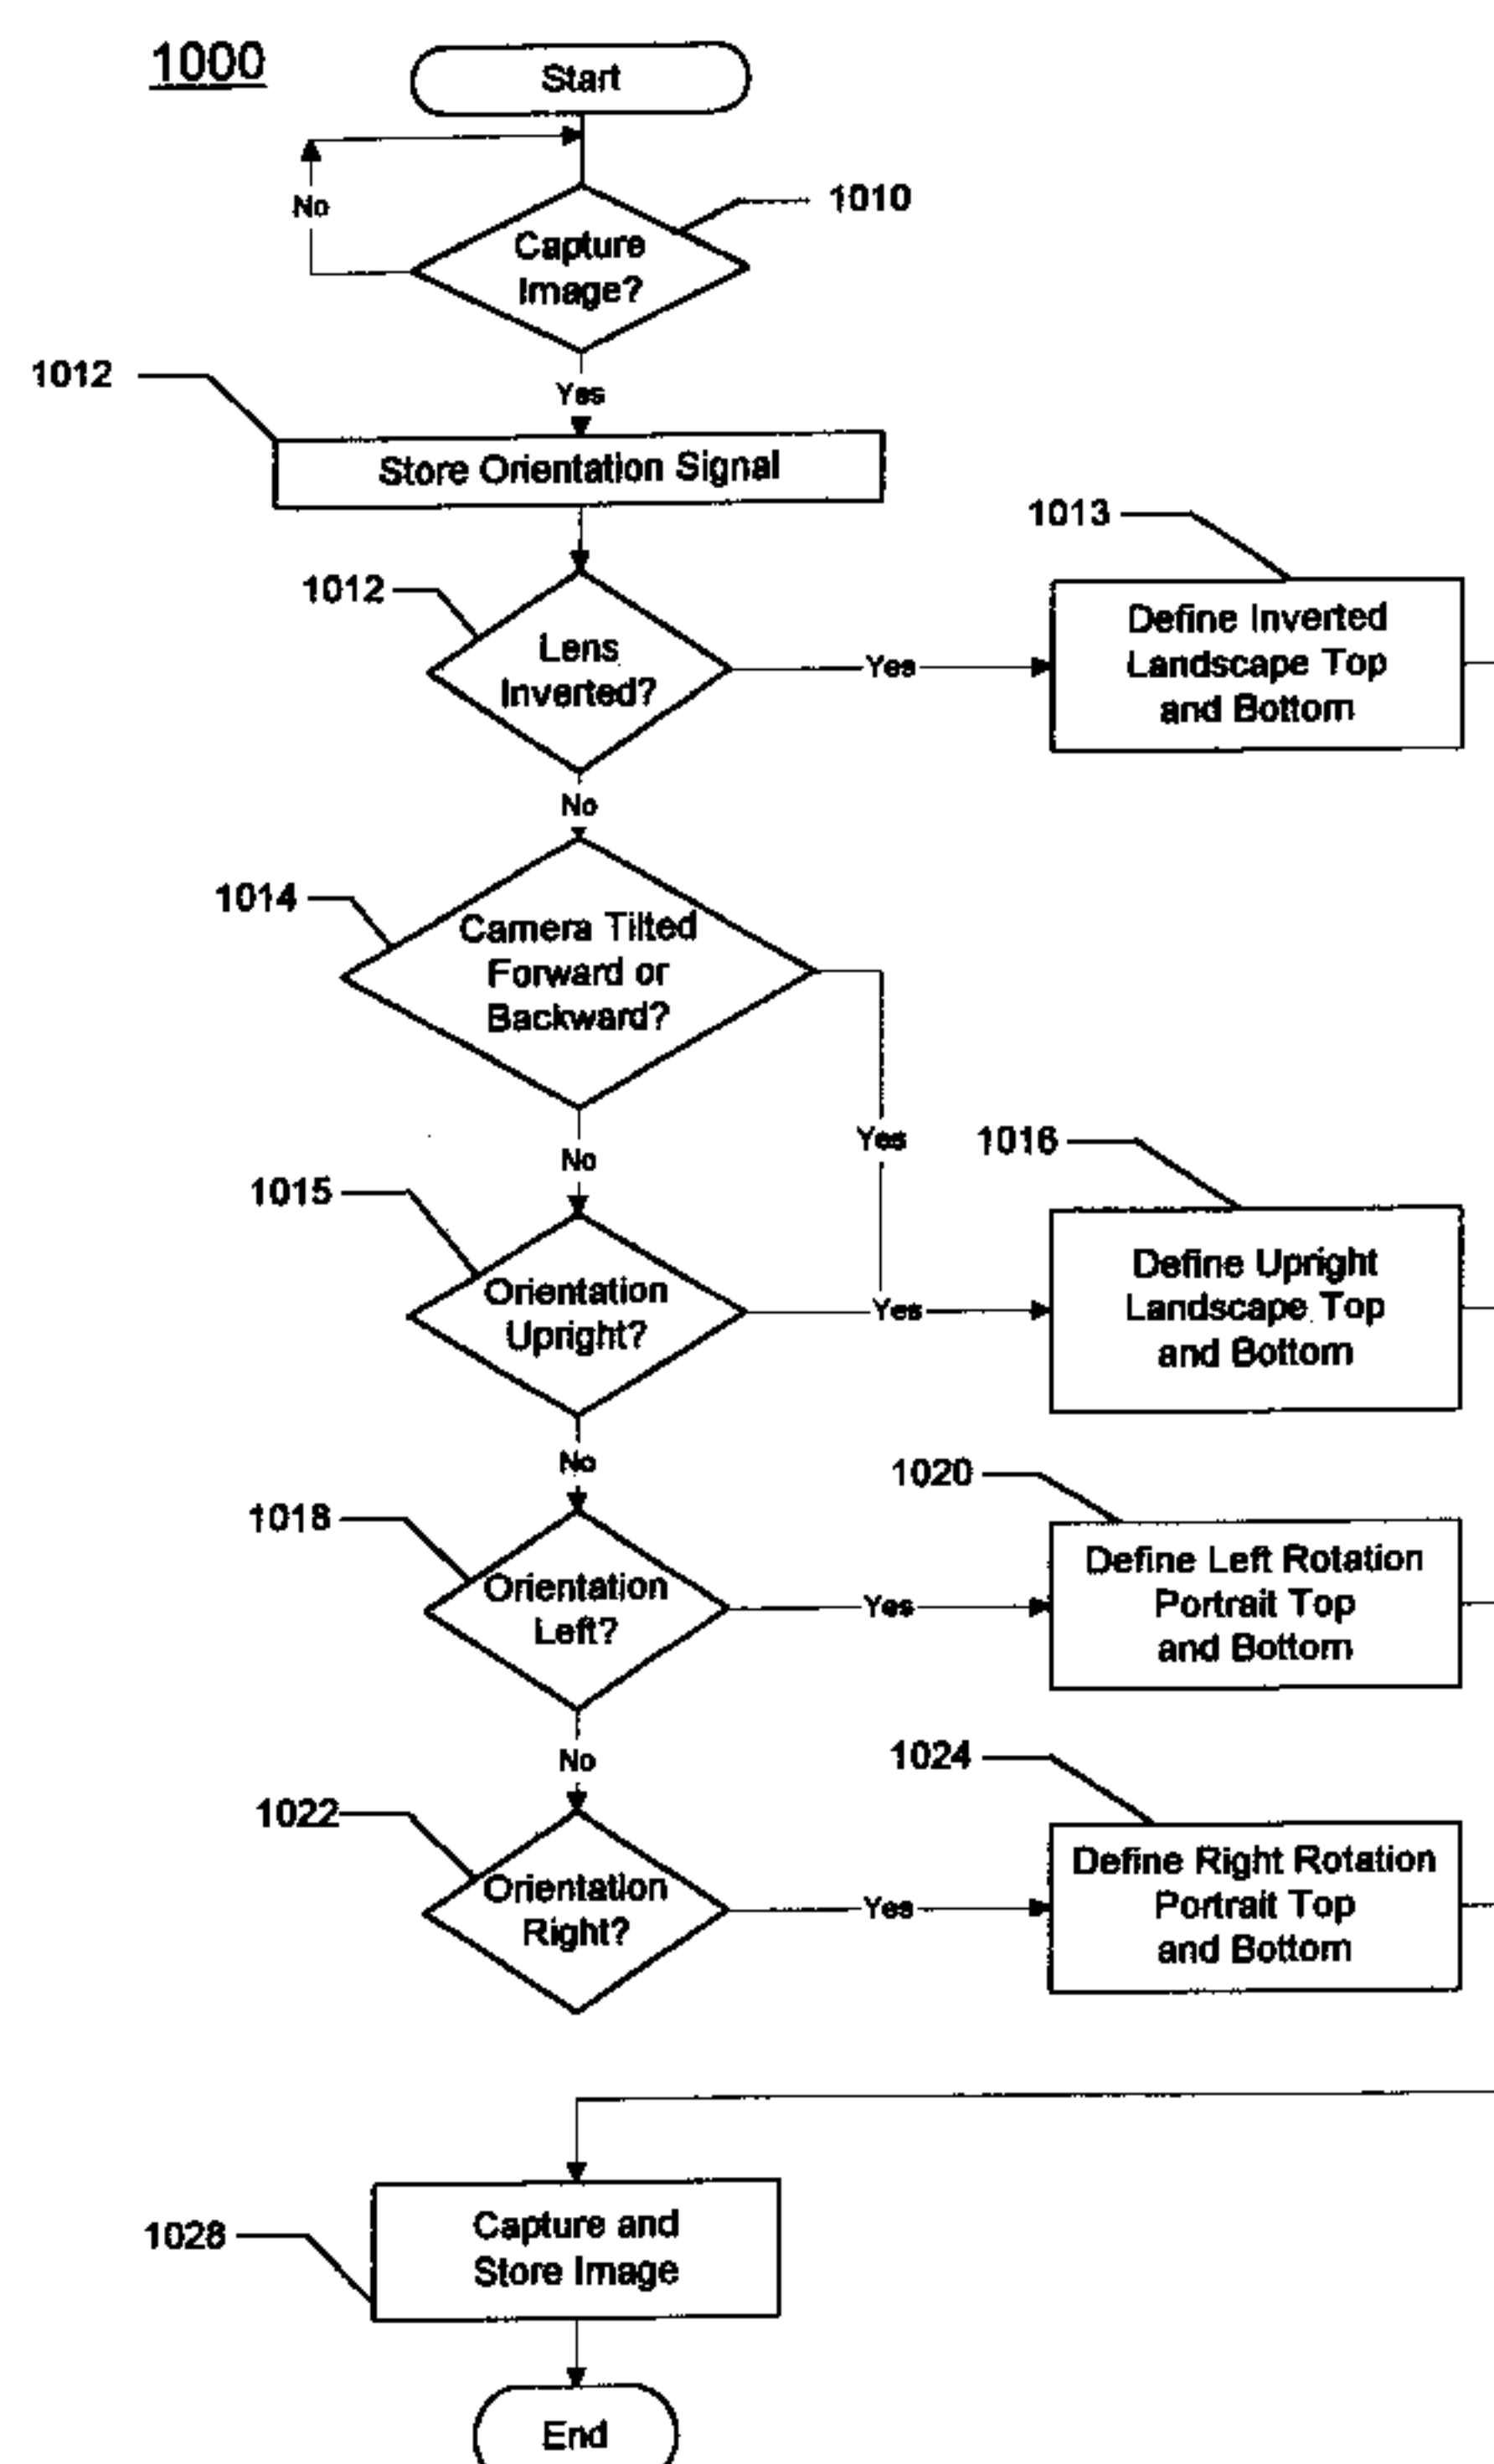 1000
Start
No
1010
Capture
Image?
1012
Yes
Store Orientation Signal
1013
1012
Lens
Inverted?
Yes
Define Inverted
Landscape Top
and Bottom
No
1014
Camera Tilted
Forward or
Backward?
Yes
1016
No
1015
Orientation
Upright?
Yes
Define Upright
Landscape Top
and Bottom
No
1020
1018
Orientation
Left?
Yes
Define Left Rotation
Portrait Top
and Bottom
No
1024
1022
Orientation
Right?
Yes
Define Right Rotation
Portrait Top
and Bottom
1028
Capture and
Store Image
End